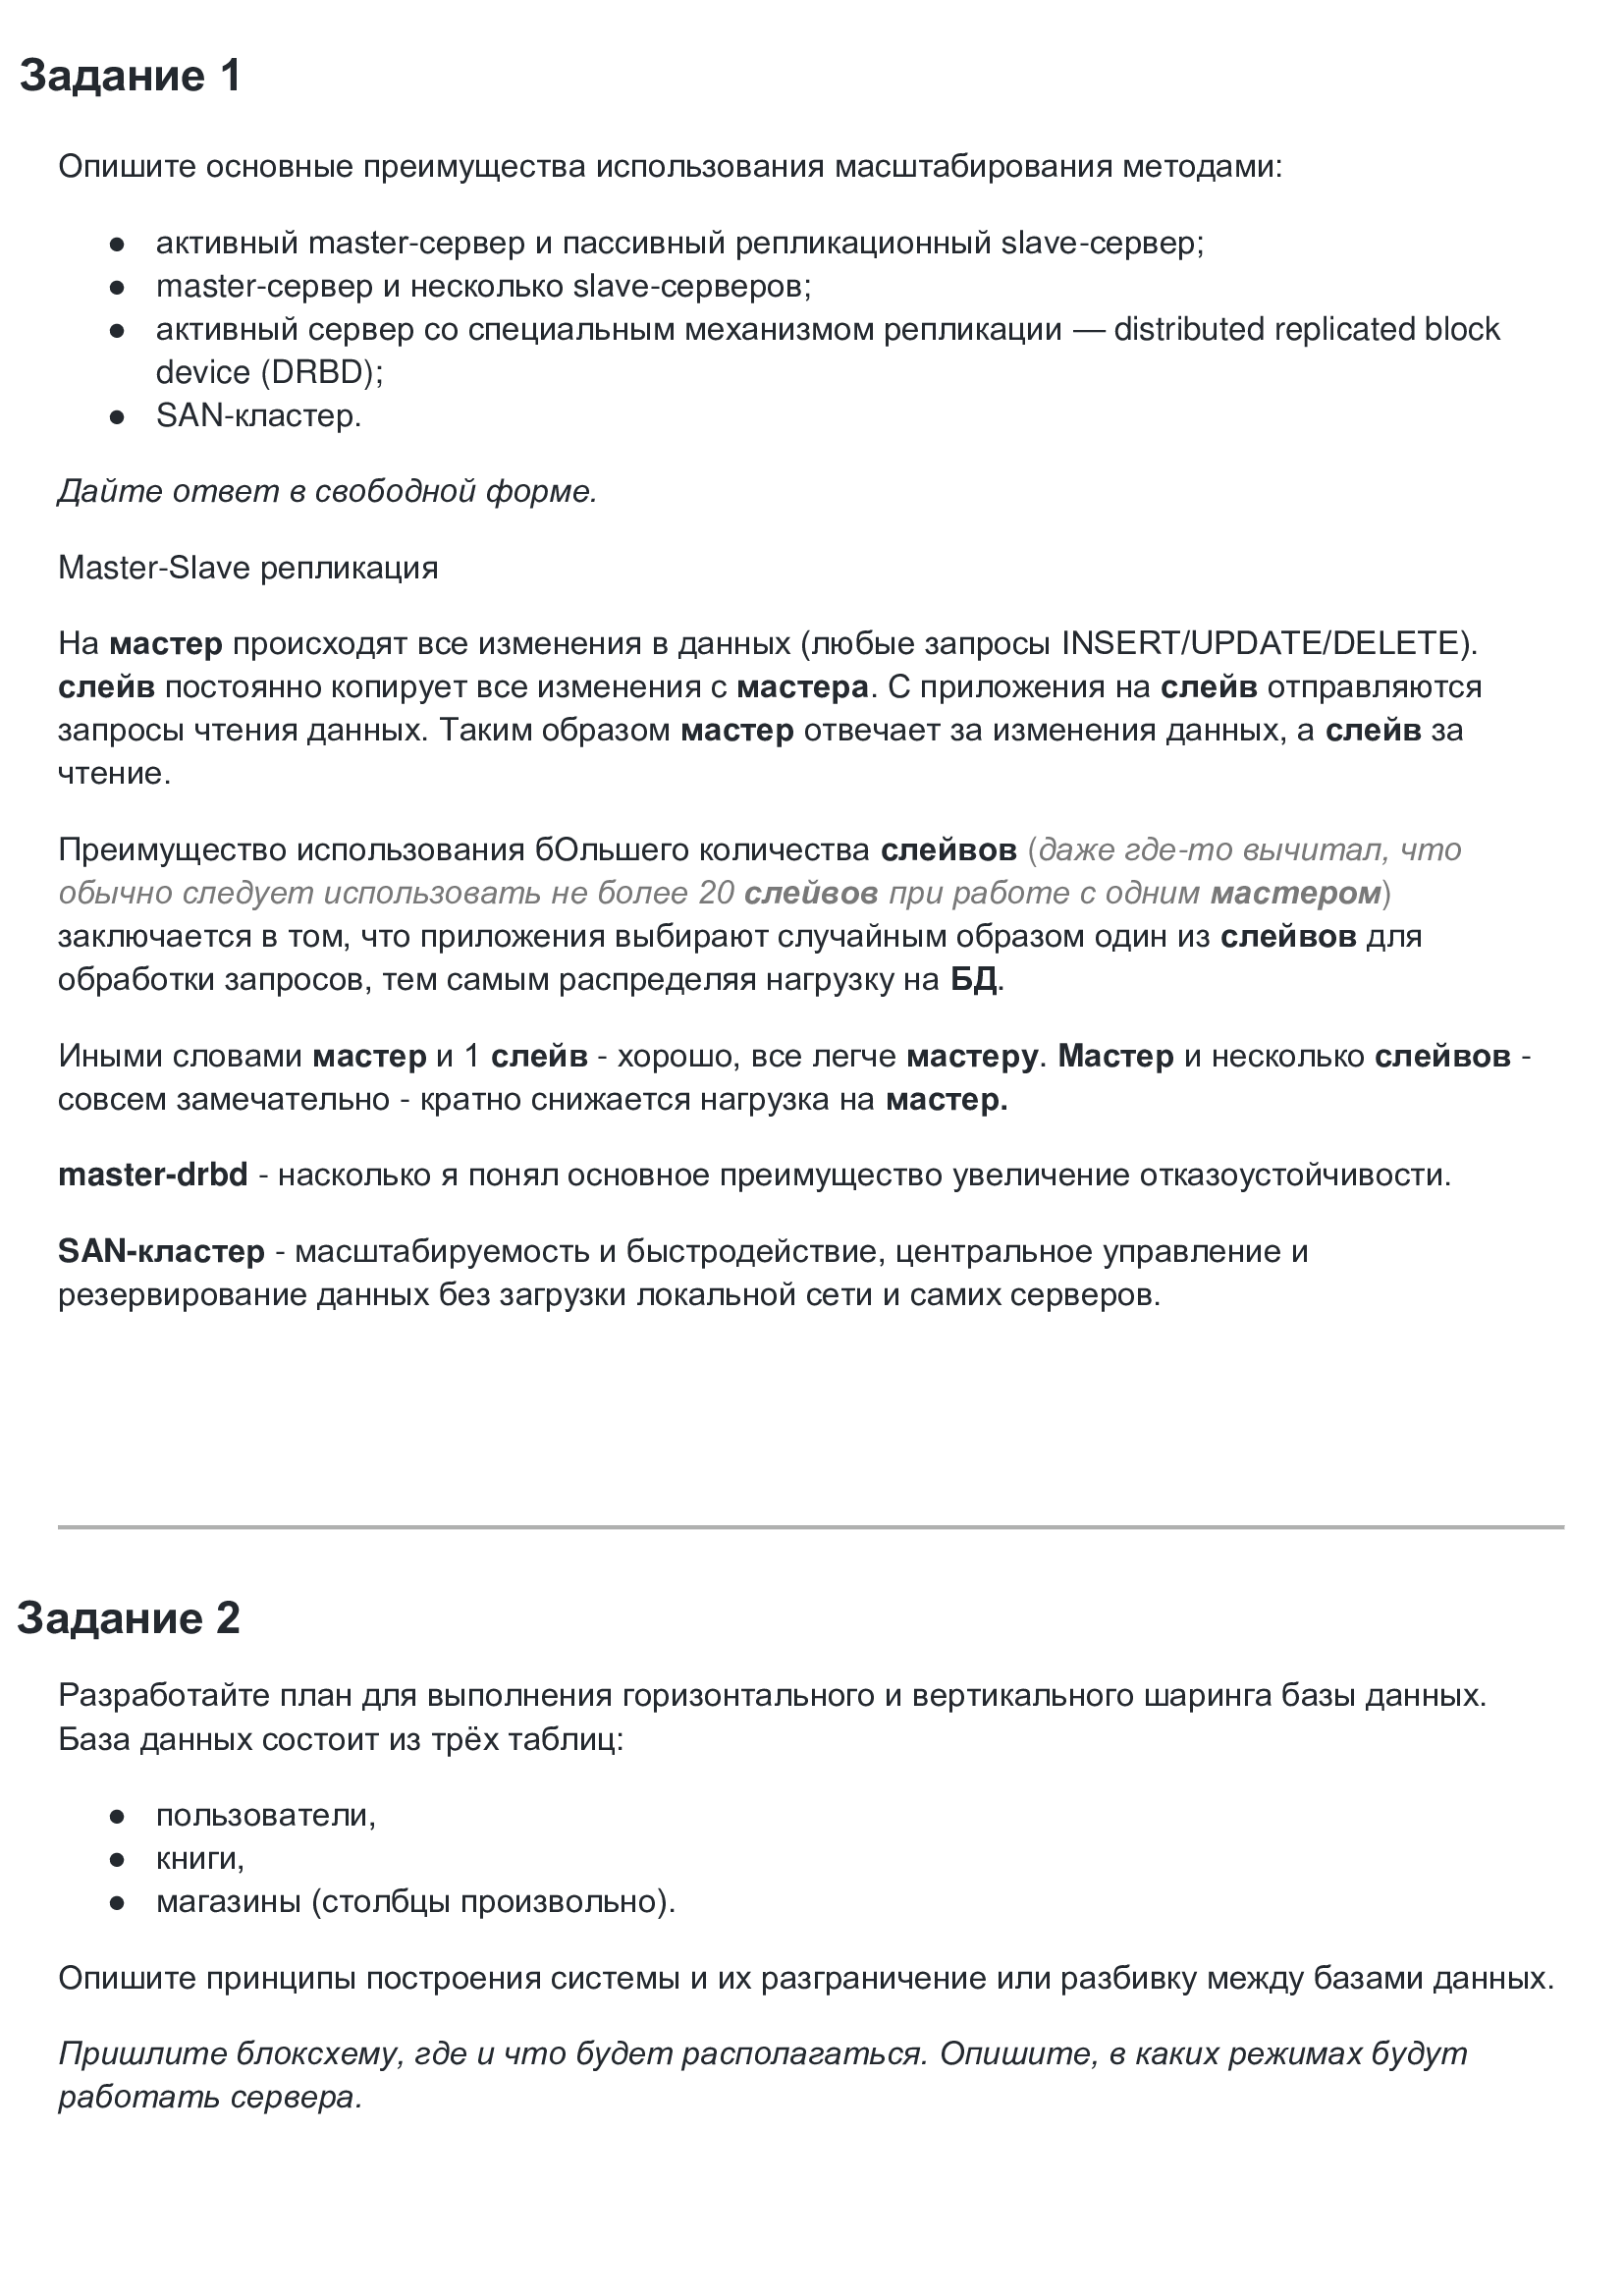 Задание 1
Опишите основные преимущества использования масштабирования методами:
● активный master-сервер и пассивный репликационный slave-сервер;
● master-сервер и несколько slave-серверов;
● активный сервер со специальным механизмом репликации — distributed replicated block
device (DRBD);
● SAN-кластер.
Дайте ответ в свободной форме.
Master-Slave репликация
На мастер происходят все изменения в данных (любые запросы INSERT/UPDATE/DELETE).
слейв постоянно копирует все изменения с мастера. С приложения на слейв отправляются
запросы чтения данных. Таким образом мастер отвечает за изменения данных, а слейв за
чтение.
Преимущество использования бОльшего количества слейвов (даже где-то вычитал, что
обычно следует использовать не более 20 слейвов при работе с одним мастером)
заключается в том, что приложения выбирают случайным образом один из слейвов для
обработки запросов, тем самым распределяя нагрузку на БД.
Иными словами мастер и 1 слейв - хорошо, все легче мастеру. Мастер и несколько слейвов -
совсем замечательно - кратно снижается нагрузка на мастер.
master-drbd - насколько я понял основное преимущество увеличение отказоустойчивости.
SAN-кластер - масштабируемость и быстродействие, центральное управление и
резервирование данных без загрузки локальной сети и самих серверов.
Задание 2
Разработайте план для выполнения горизонтального и вертикального шаринга базы данных.
База данных состоит из трёх таблиц:
● пользователи,
● книги,
● магазины (столбцы произвольно).
Опишите принципы построения системы и их разграничение или разбивку между базами данных.
Пришлите блоксхему, где и что будет располагаться. Опишите, в каких режимах будут
работать сервера.